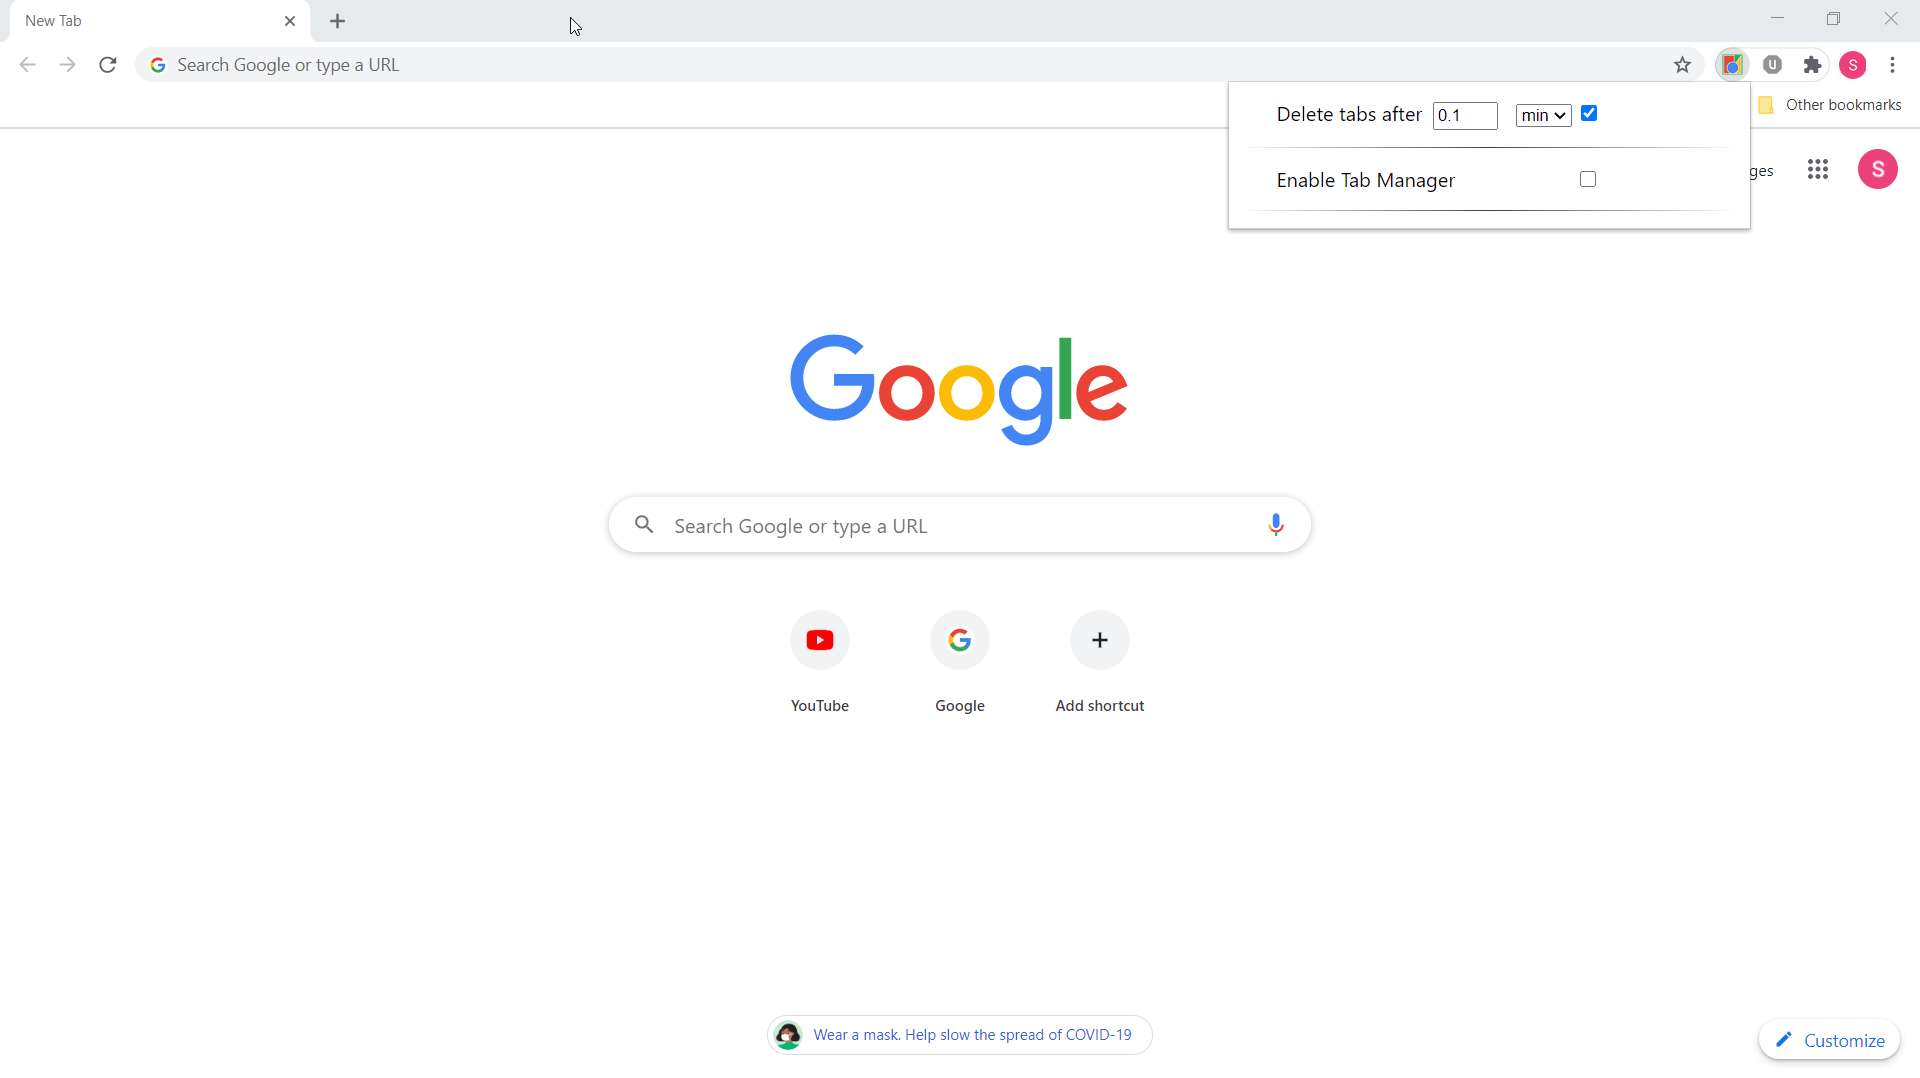 New Tab
Search Google or type a URL
U
S
Other bookmarks
Delete tabs after 0.1 min
Enable Tab Manager
S
Google
Search Google or type a URL
YouTube Google Add shortcut
Wear a mask. Help slow the spread of COVID-19
Customize